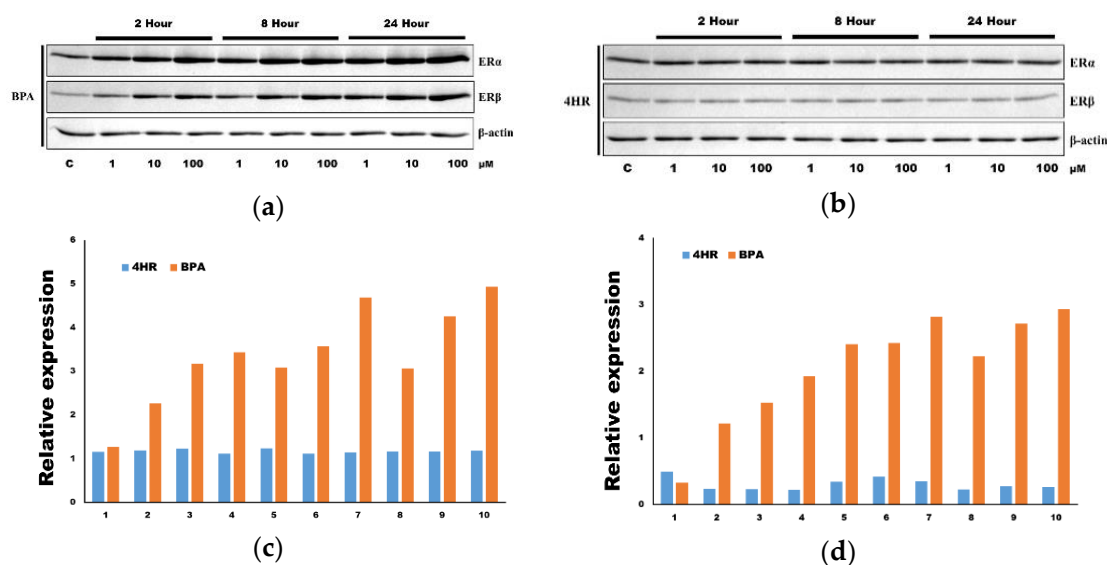 2 Hour 8 Hour 24 Hour
BPA
ERα
ERβ
β-actin
C 1 10 100 1 10 100 1 10 100 μM
(a)
2 Hour 8 Hour 24 Hour
4HR
ERα
ERβ
β-actin
C 1 10 100 1 10 100 1 10 100 μM
(b)
Relative expression
4HR BPA
6
5
4
3
2
1
0
1 2 3 4 5 6 7 8 9 10
(c)
Relative expression
4HR BPA
4
3
2
1
0
1 2 3 4 5 6 7 8 9 10
(d)